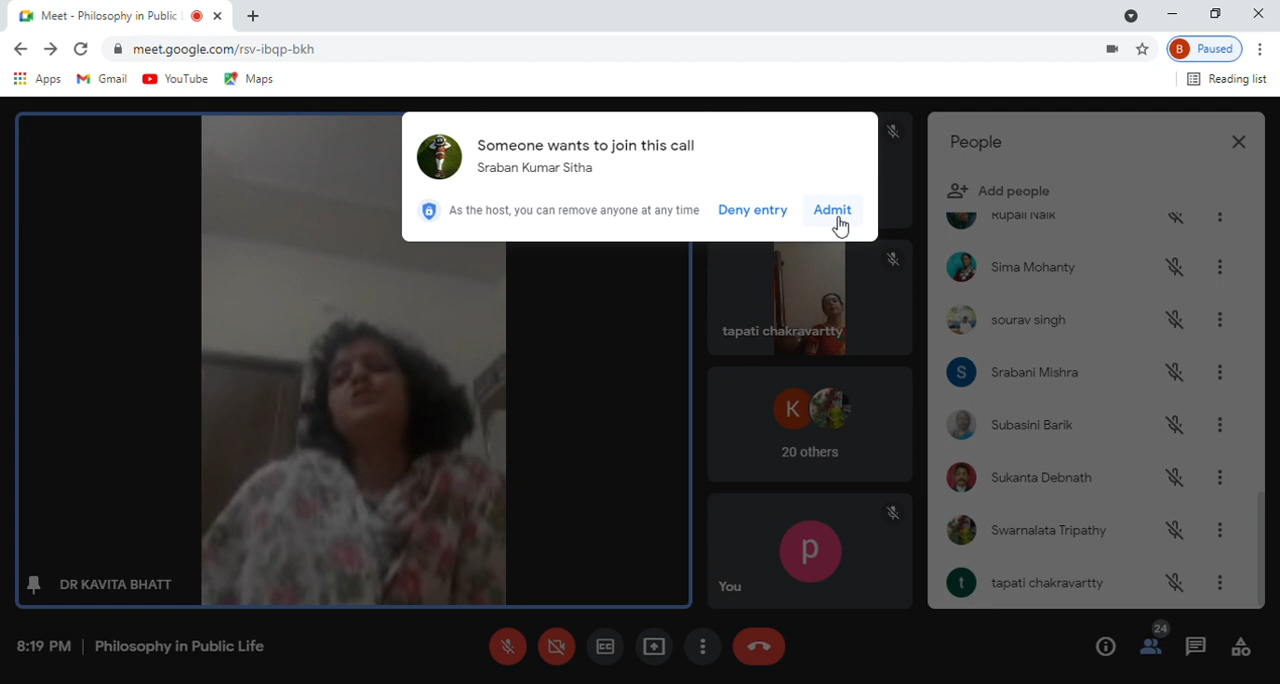 Meet - Philosophy in Public
meet.google.com/rsv-ibqp-bkh
B Paused
Apps Gmail YouTube Maps
Reading list
Someone wants to join this call
Sraban Kumar Sitha
As the host, you can remove anyone at any time Deny entry Admit
People
Add people
Rupali Naik
Sima Mohanty
sourav singh
S Srabani Mishra
Subasini Barik
Sukanta Debnath
Swarnalata Tripathy
t tapati chakravartty
tapati chakravartty
K
20 others
p
You
DR KAVITA BHATT
8:19 PM | Philosophy in Public Life
CC
24